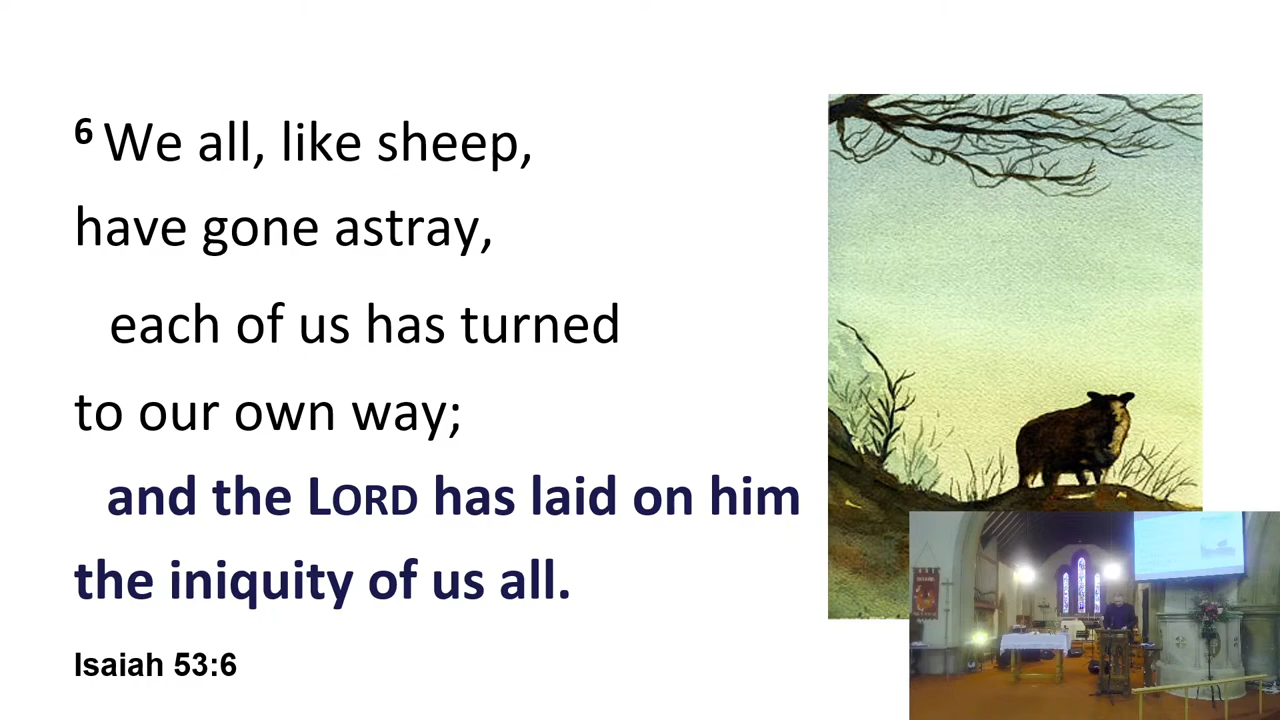 6 We all, like sheep,
have gone astray,
each of us has turned
to our own way;
and the LORD has laid on him
the iniquity of us all.
Isaiah 53:6